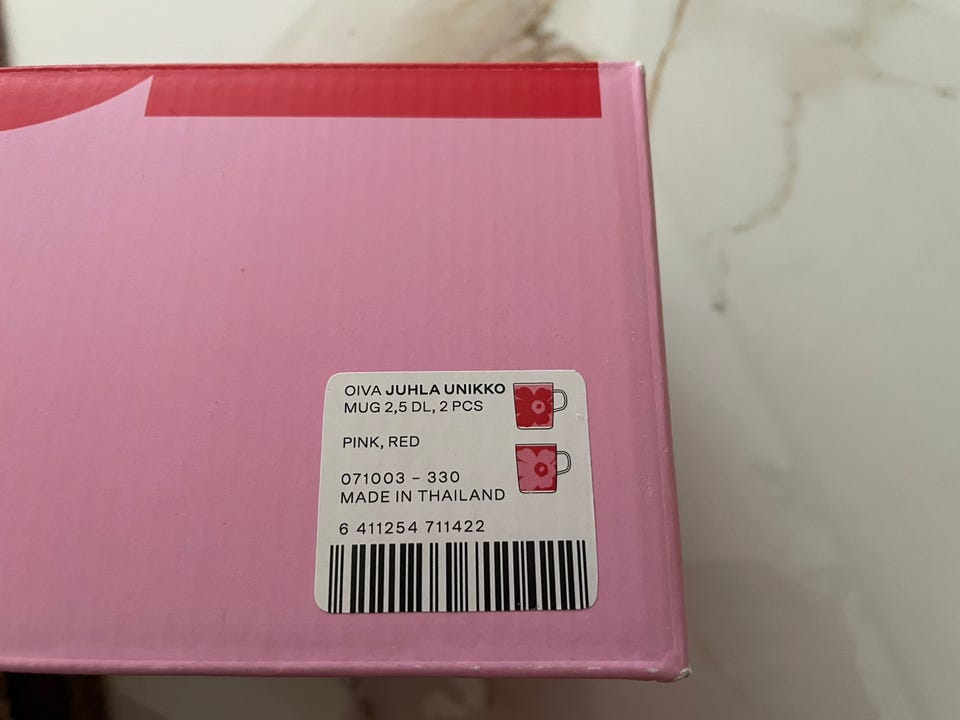 OIVA JUHLA UNIKKO
MUG 2,5 DL, 2 PCS
PINK, RED
071003 – 330
MADE IN THAILAND
6 411254 711422